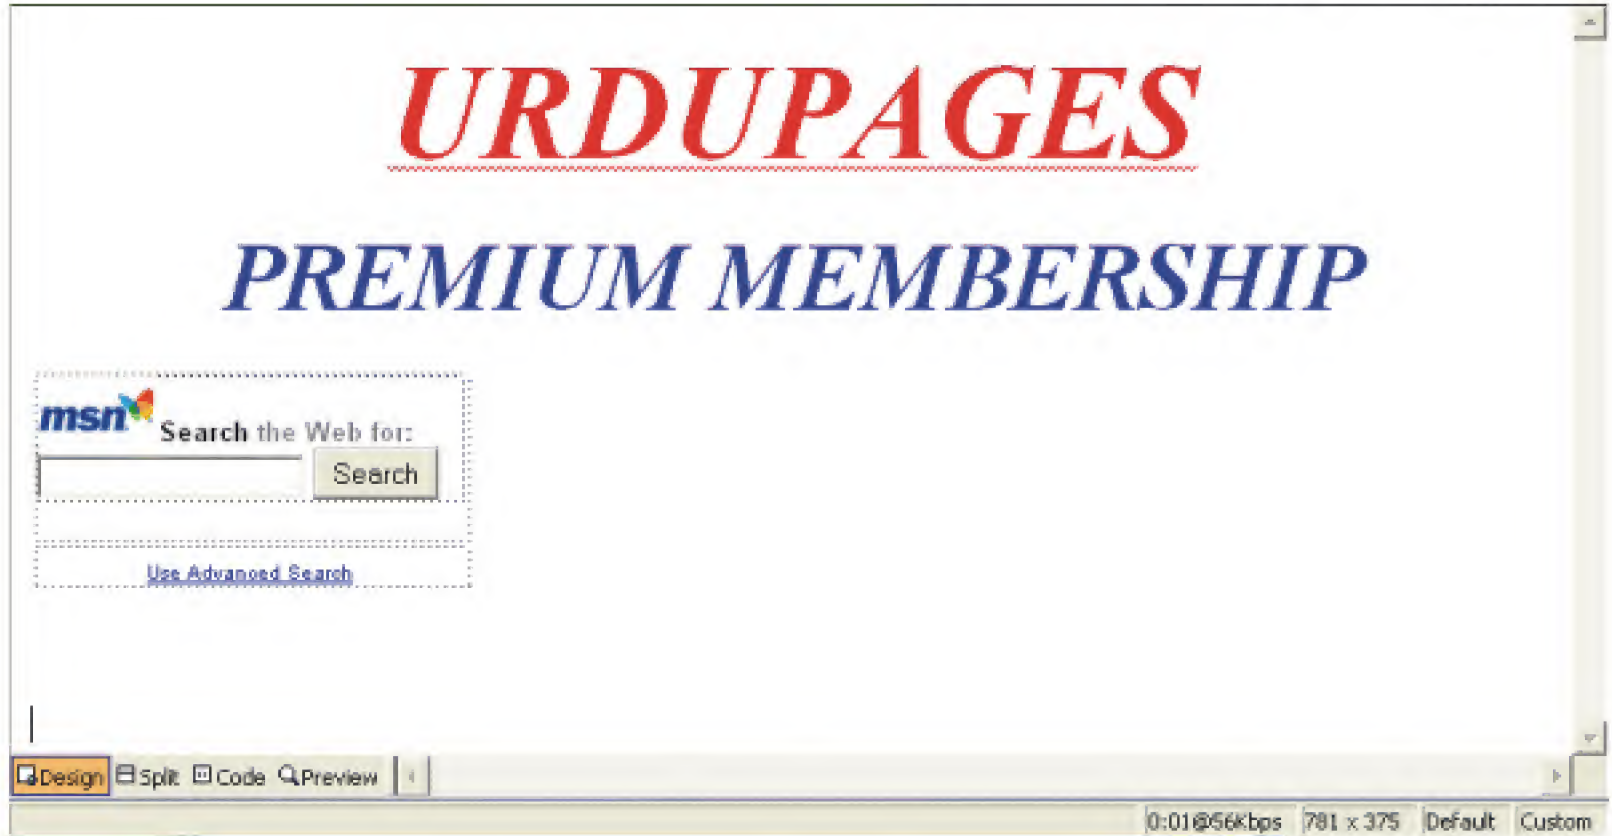 URDUPAGES
PREMIUM MEMBERSHIP
msn Search the Web for:
Search
Use Advanced Search
Design Split Code Preview
0:01@56Kbps 781 x 375 Default Custom